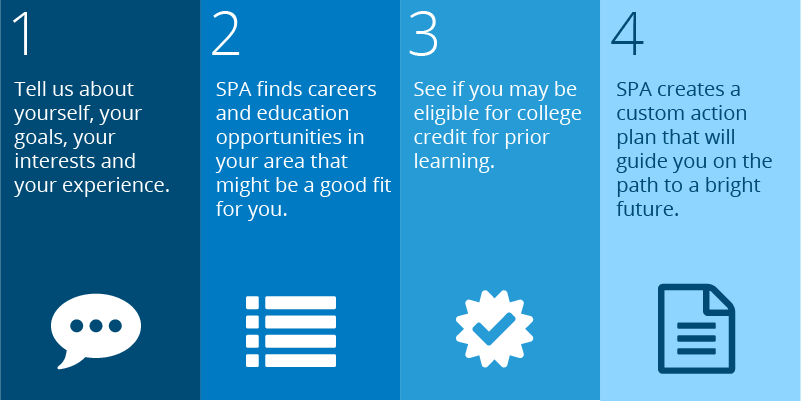 1
Tell us about
yourself, your
goals, your
interests and
your experience.
2
SPA finds careers
and education
opportunities in
your area that
might be a good fit
for you.
3
See if you may be
eligible for college
credit for prior
learning.
4
SPA creates a
custom action
plan that will
guide you on the
path to a bright
future.